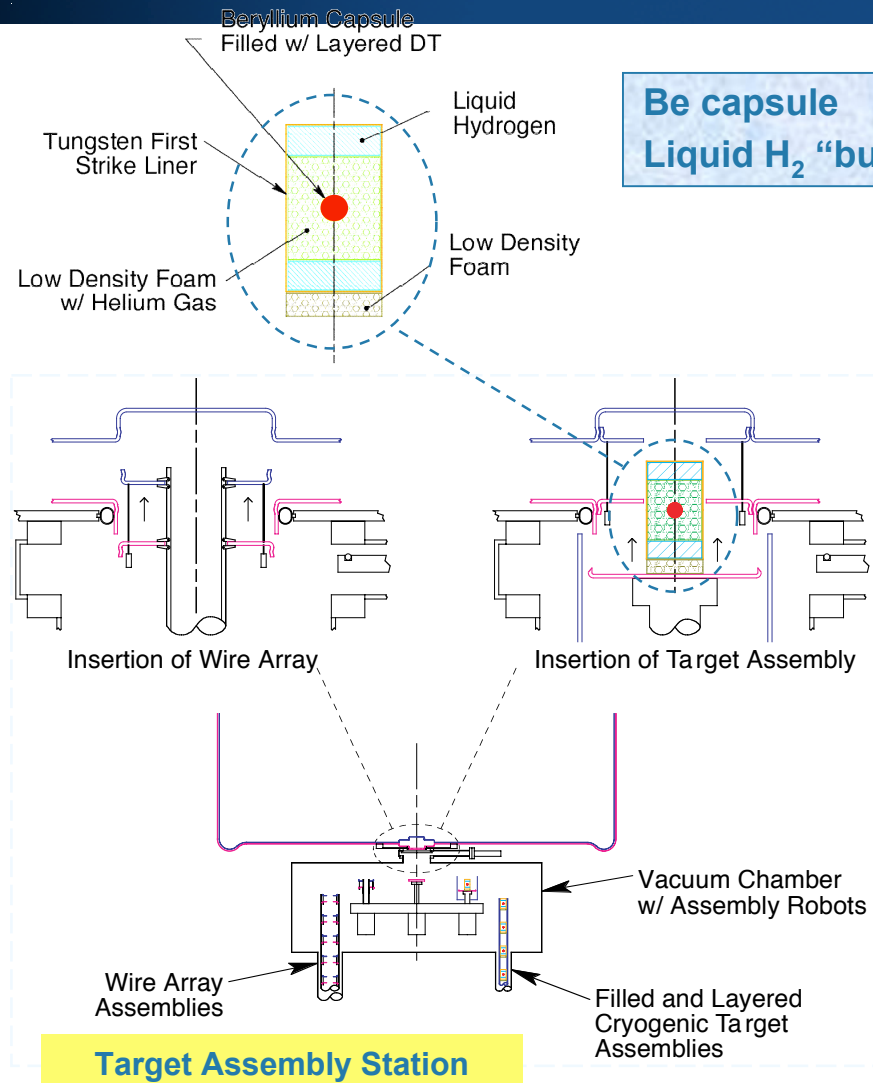 Beryllium Capsule
Filled w/ Layered DT
Liquid
Hydrogen
Be capsule
Liquid H₂ “bu
Tungsten First
Strike Liner
Low Density
Foam
Low Density Foam
w/ Helium Gas
Insertion of Wire Array
Insertion of Target Assembly
Vacuum Chamber
w/ Assembly Robots
Wire Array
Assemblies
Filled and Layered
Cryogenic Target
Assemblies
Target Assembly Station